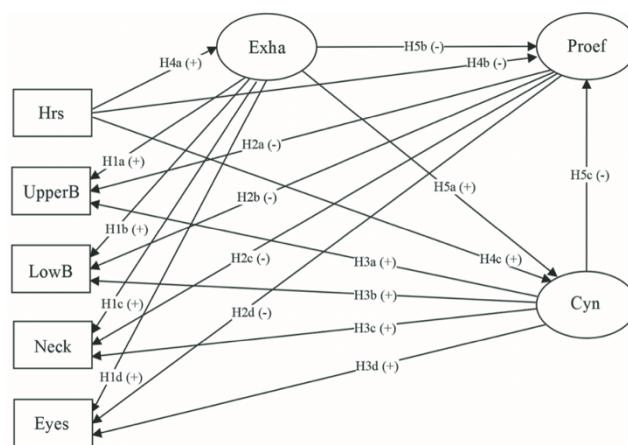 Exha
H5b (-)
Proef
H4a (+)
H4b (-)
Hrs
H1a (+)
H2a (-)
UpperB
H5a (+)
H5c (-)
H2b (-)
H1b (+)
H2c (-)
H4c (+)
H3a (+)
LowB
Cyn
H3b (+)
H1c (+)
H2d (-)
H3c (+)
Neck
H1d (+)
H3d (+)
Eyes